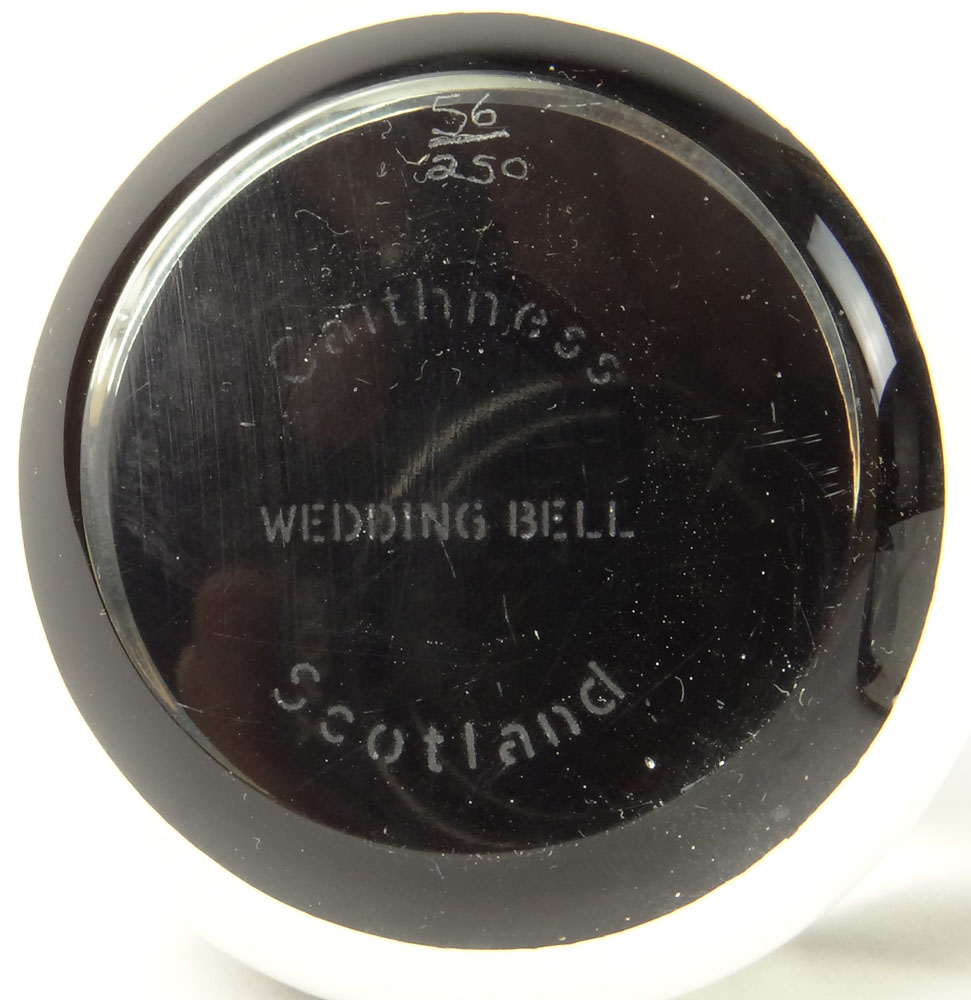 56
250
Caithness
WEDDING BELL
Scotland